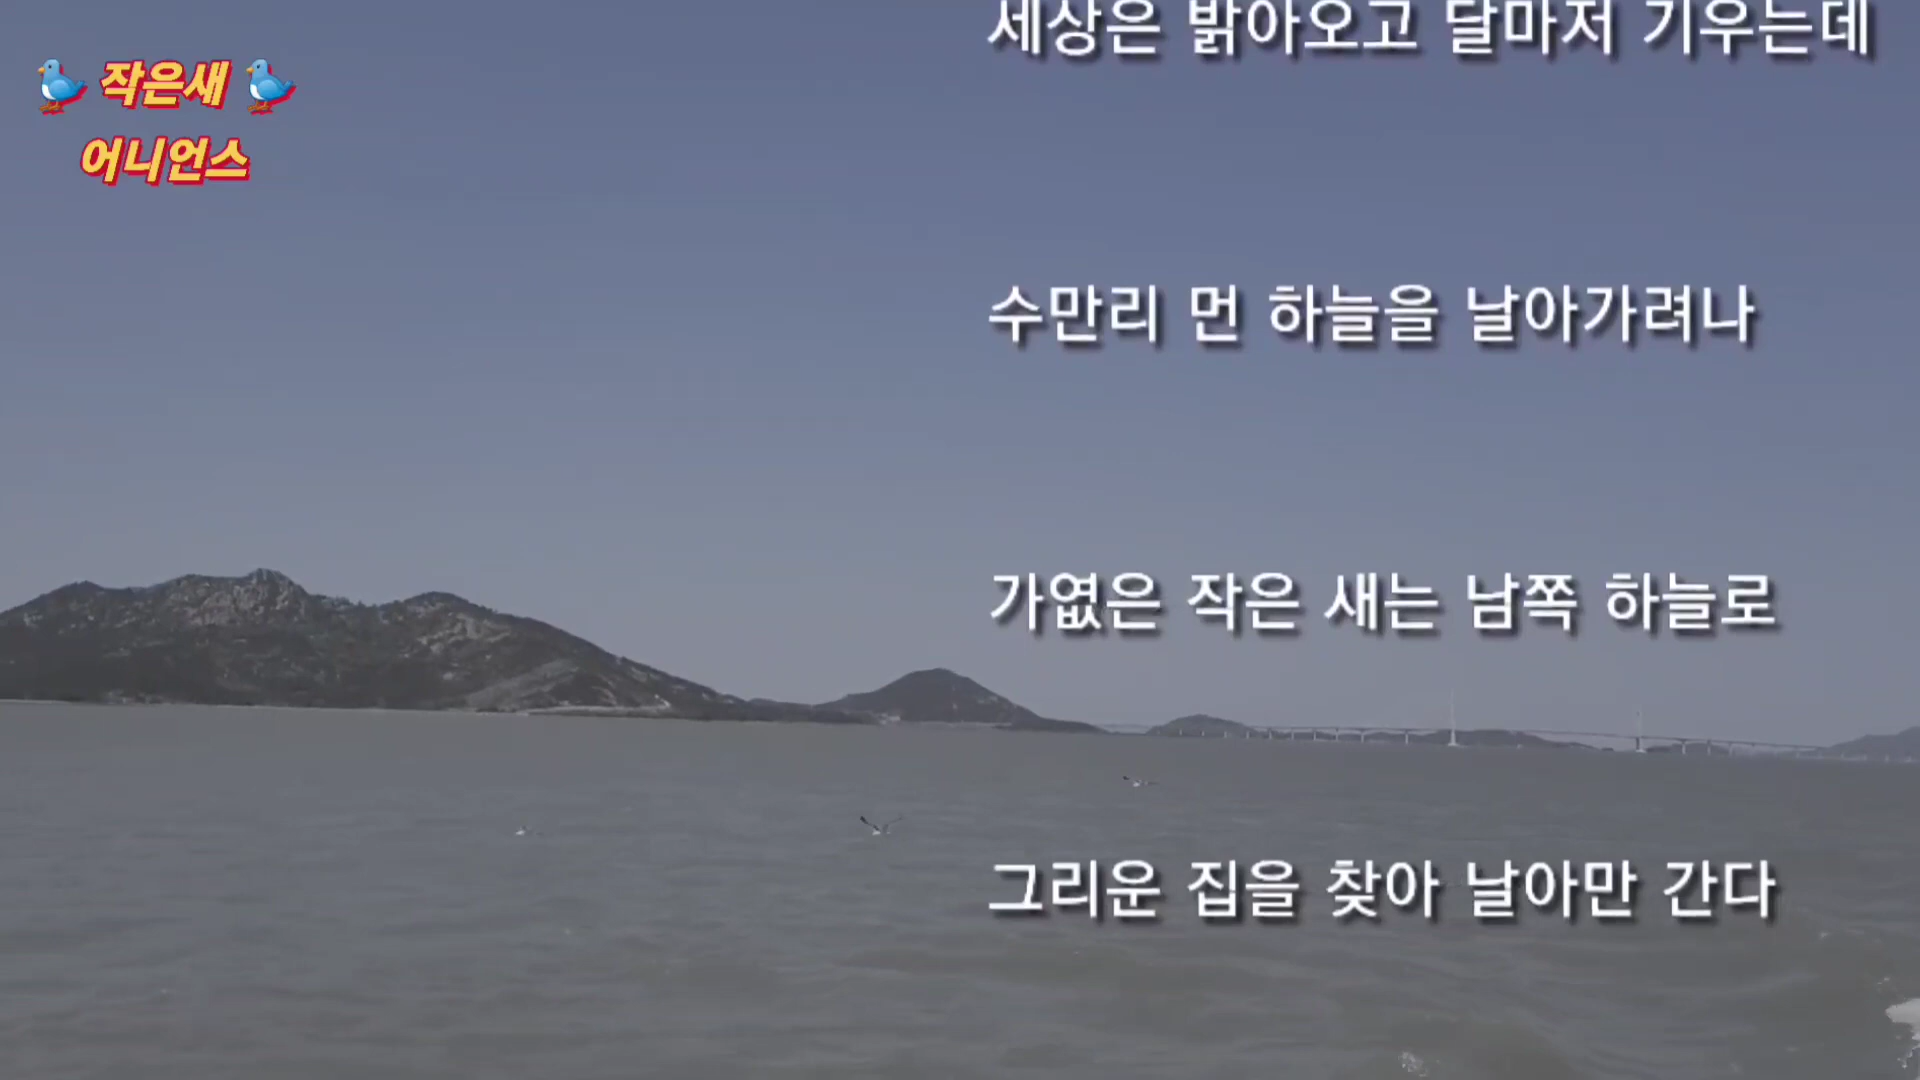 작은새
어니언스
세상은 밝아오고 달마저 기우는데
수만리 먼 하늘을 날아가려나
가엾은 작은 새는 남쪽 하늘로
그리운 집을 찾아 날아만 간다